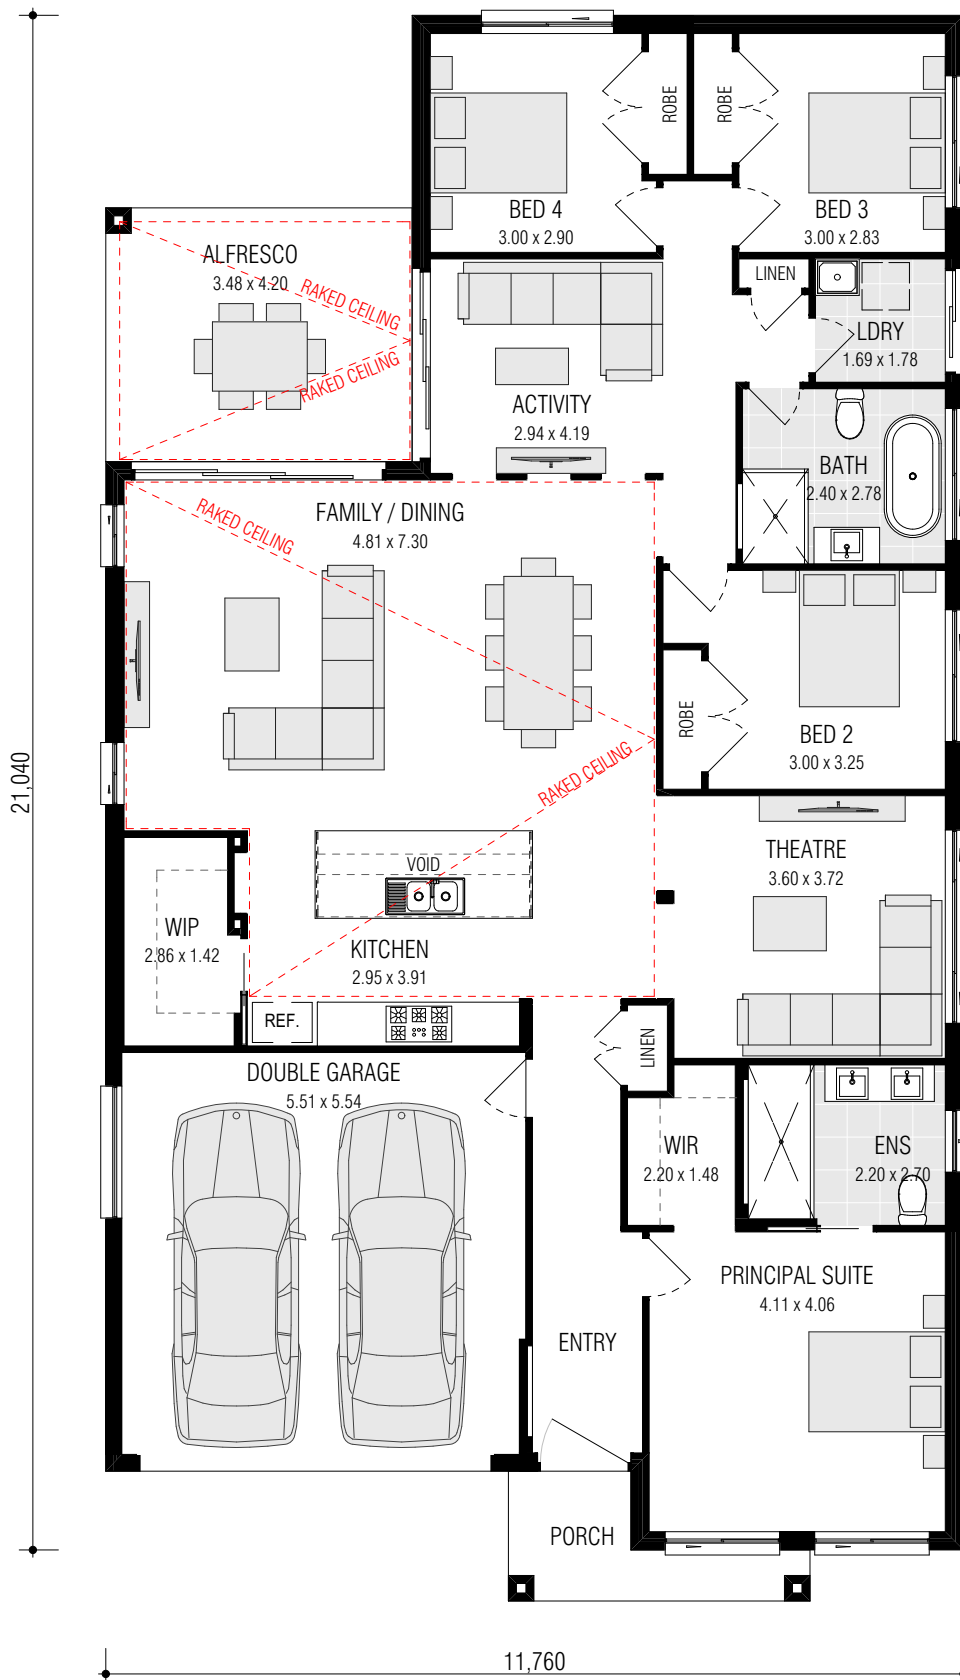 ROBE
ROBE
BED 4
3.00 x 2.90
BED 3
3.00 x 2.83
ALFRESCO
3.48 x 4.20
RAKED CEILING
RAKED CEILING
LINEN
LDRY
1.69 x 1.78
ACTIVITY
2.94 x 4.19
BATH
2.40 x 2.78
FAMILY / DINING
4.81 x 7.30
RAKED CEILING
ROBE
BED 2
3.00 x 3.25
21,040
RAKED CEILING
THEATRE
3.60 x 3.72
VOID
WIP
2.86 x 1.42
KITCHEN
2.95 x 3.91
REF.
LINEN
DOUBLE GARAGE
5.51 x 5.54
WIR
2.20 x 1.48
ENS
2.20 x 2.70
PRINCIPAL SUITE
4.11 x 4.06
ENTRY
PORCH
11,760